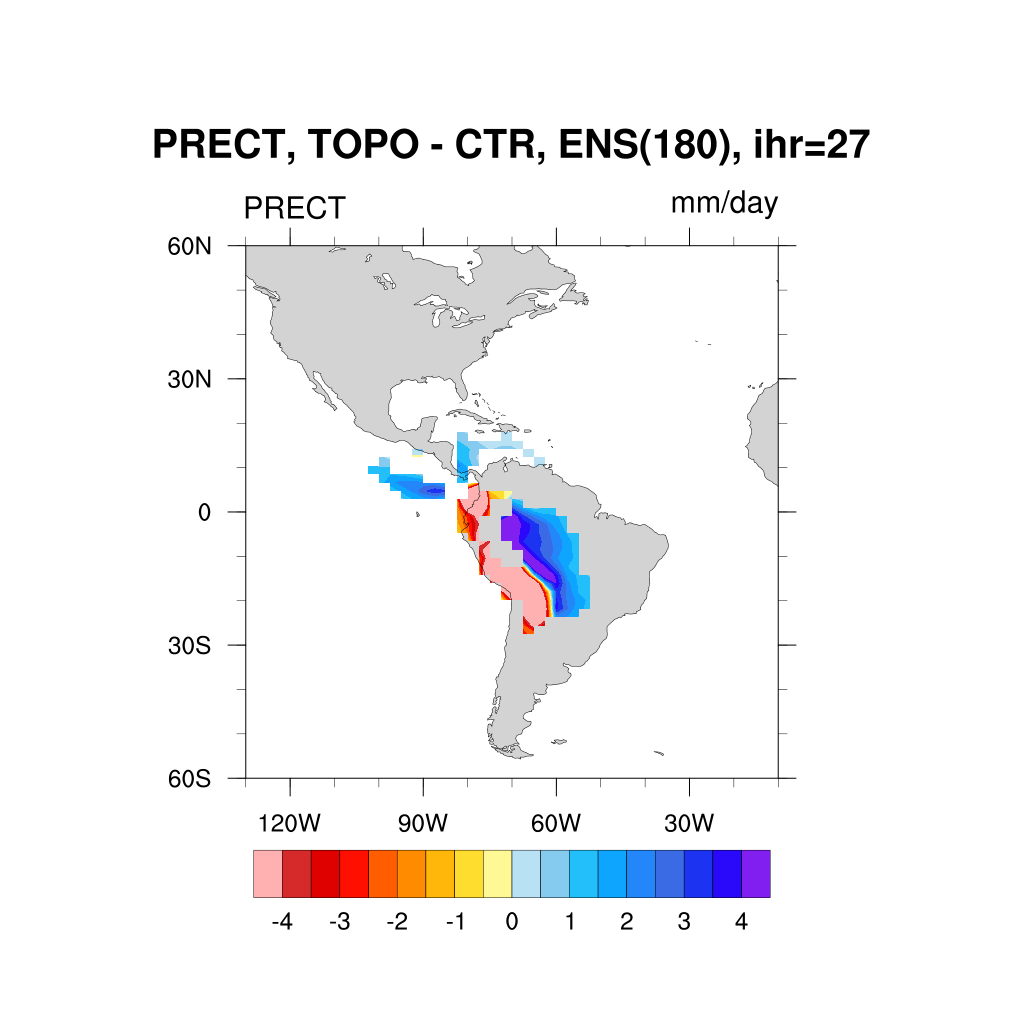 PRECT, TOPO - CTR, ENS(180), ihr=27
PRECT mm/day
60N
30N
0
30S
60S
120W 90W 60W 30W
-4 -3 -2 -1 0 1 2 3 4